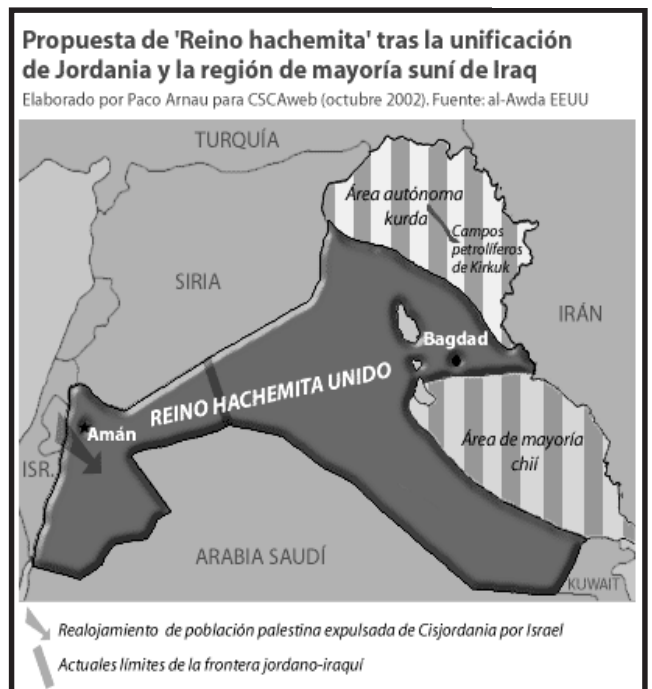 Propuesta de 'Reino hachemita' tras la unificación
de Jordania y la región de mayoría suní de Iraq
Elaborado por Paco Arnau para CSCAweb (octubre 2002). Fuente: al-Awda EEUU
TURQUÍA
Área autónoma
kurda
Campos
petrolíferos
de Kirkuk
SIRIA
IRÁN
Bagdad
REINO HACHEMITA UNIDO
Amán
ISR.
Área de mayoría
chií
ARABIA SAUDÍ
KUWAIT
Realojamiento de población palestina expulsada de Cisjordania por Israel
Actuales límites de la frontera jordano-iraquí